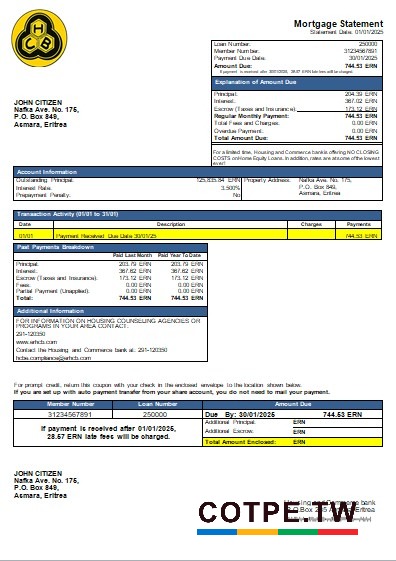 HCB
Mortgage Statement
Statement Date: 01/01/2025
Loan Number: 250000
Member Number: 31234567891
Payment Due Date: 30/01/2025
Amount Due: 744.53 ERN
If payment is received after 30/01/2025, 28.57 ERN late fees will be charged.
Explanation of Amount Due
Principal: 204.39 ERN
Interest: 367.02 ERN
Escrow (Taxes and Insurance): 173.12 ERN
Regular Monthly Payment: 744.53 ERN
Total Fees and Charges: 0.00 ERN
Overdue Payment: 0.00 ERN
Total Amount Due: 744.53 ERN
JOHN CITIZEN
Nafka Ave. No. 175,
P.O. Box 849,
Asmara, Eritrea
For a limited time, Housing and Commerce banks, offering NO CLOSING
COSTS on Home Equity Loans. In addition, rates are at some of the lowest
ever!
Account Information
Outstanding Principal: 125,835.84 ERN
Interest Rate: 3.500%
Prepayment Penalty: No
Property Address: Nafka Ave. No. 175,
P.O. Box 849,
Asmara, Eritrea
Transaction Activity (01/01 to 31/01)
Date Description Charges Payments
01/01 Payment Received Due Date 30/01/25 744.53 ERN
Past Payments Breakdown
Paid Last Month Paid Year To Date
Principal: 203.79 ERN 203.79 ERN
Interest: 367.62 ERN 367.62 ERN
Escrow (Taxes and Insurance): 173.12 ERN 173.12 ERN
Fees: 0.00 ERN 0.00 ERN
Partial Payment (Unapplied): 0.00 ERN 0.00 ERN
Total: 744.53 ERN 744.53 ERN
Additional Information
FOR INFORMATION ON HOUSING COUNSELING AGENCIES OR
PROGRAMS IN YOUR AREA CONTACT:
291-120350
www.erhcb.com
Contact the Housing and Commerce bank at. 291-120350
hcbe.compliance@erhcb.com
For prompt credit, return this coupon with your check in the enclosed envelope to the location shown below.
If you are set up with auto payment transfer from your share account, you do not need to mail your payment.
Member Number Loan Number Amount Due
31234567891 250000 Due By: 30/01/2025 744.53 ERN
If payment is received after 01/01/2025,
28.57 ERN late fees will be charged.
Additional Principal: ERN
Additional Escrow: ERN
Total Amount Enclosed: ERN
JOHN CITIZEN
Nafka Ave. No. 175,
P.O. Box 849,
Asmara, Eritrea
Housing and Commerce bank
COTPE.TW